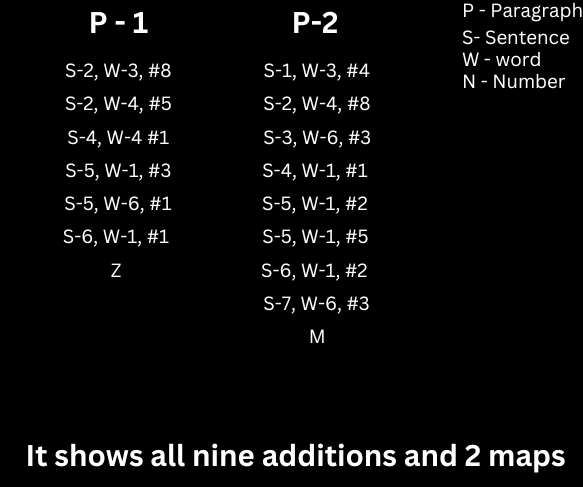 P - 1
S-2, W-3, #8
S-2, W-4, #5
S-4, W-4 #1
S-5, W-1, #3
S-5, W-6, #1
S-6, W-1, #1
Z
P-2
S-1, W-3, #4
S-2, W-4, #8
S-3, W-6, #3
S-4, W-1, #1
S-5, W-1, #2
S-5, W-1, #5
S-6, W-1, #2
S-7, W-6, #3
M
P - Paragraph
S- Sentence
W - word
N - Number
It shows all nine additions and 2 maps